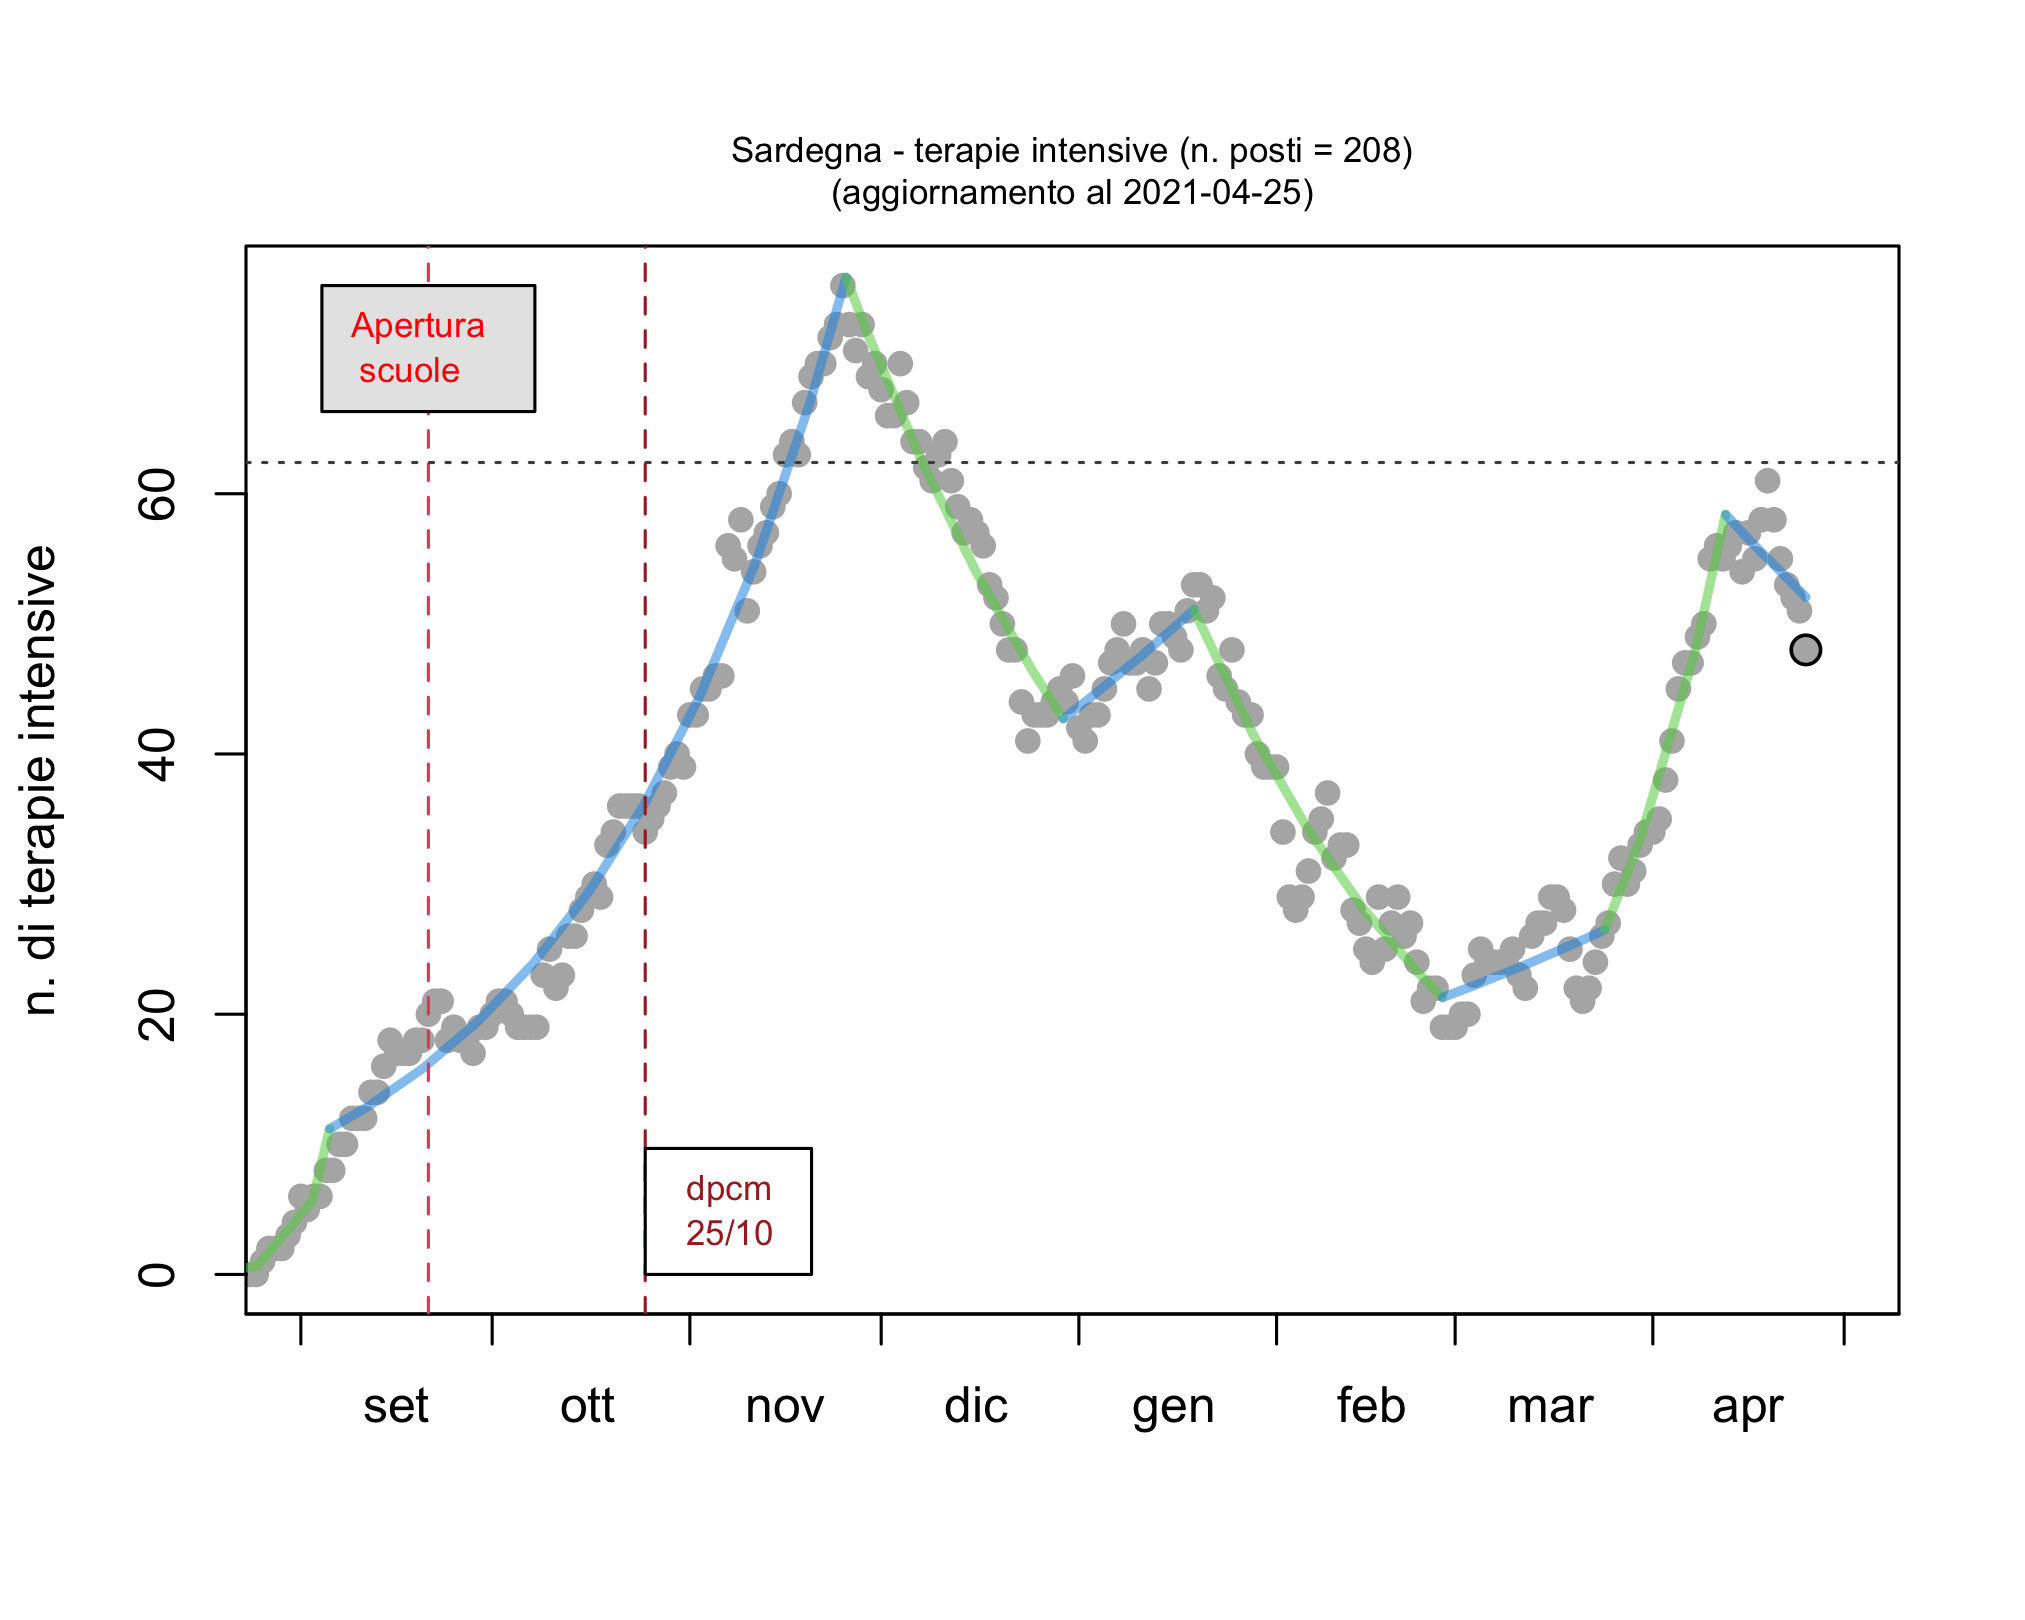 Sardegna - terapie intensive (n. posti = 208)
(aggiornamento al 2021-04-25)
Apertura
scuole
dpcm
25/10
n. di terapie intensive
60
40
20
0
set ott nov dic gen feb mar apr